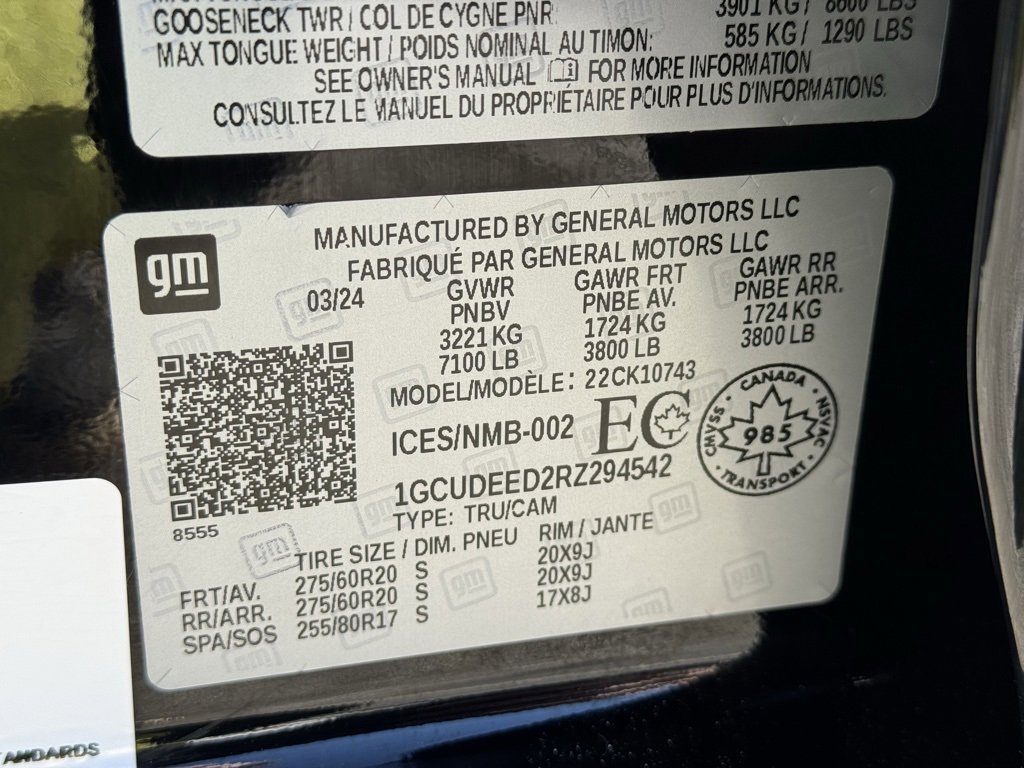 GOOSENECK TWR / COL DE CYGNE PNR 3901 KG / 8600 LBS
MAX TONGUE WEIGHT / POIDS NOMINAL AU TIMON: 585 KG / 1290 LBS
SEE OWNER'S MANUAL FOR MORE INFORMATION
CONSULTEZ LE MANUEL DU PROPRIÉTAIRE POUR PLUS D'INFORMATIONS.
gm
MANUFACTURED BY GENERAL MOTORS LLC
FABRIQUÉ PAR GENERAL MOTORS LLC
03/24 GVWR GAWR FRT GAWR RR
PNBV PNBE AV. PNBE ARR.
3221 KG 1724 KG 1724 KG
7100 LB 3800 LB 3800 LB
MODEL/MODÈLE: 22CK10743
ICES/NMB-002 EC
CANADA
CMVSS 985 NSVAC
TRANSPORT
1GCUDEED2RZ294542
TYPE: TRU/CAM
8555
TIRE SIZE / DIM. PNEU RIM / JANTE
FRT/AV. 275/60R20 S 20X9J
RR/ARR. 275/60R20 S 20X9J
SPA/SOS 255/80R17 S 17X8J
STANDARDS